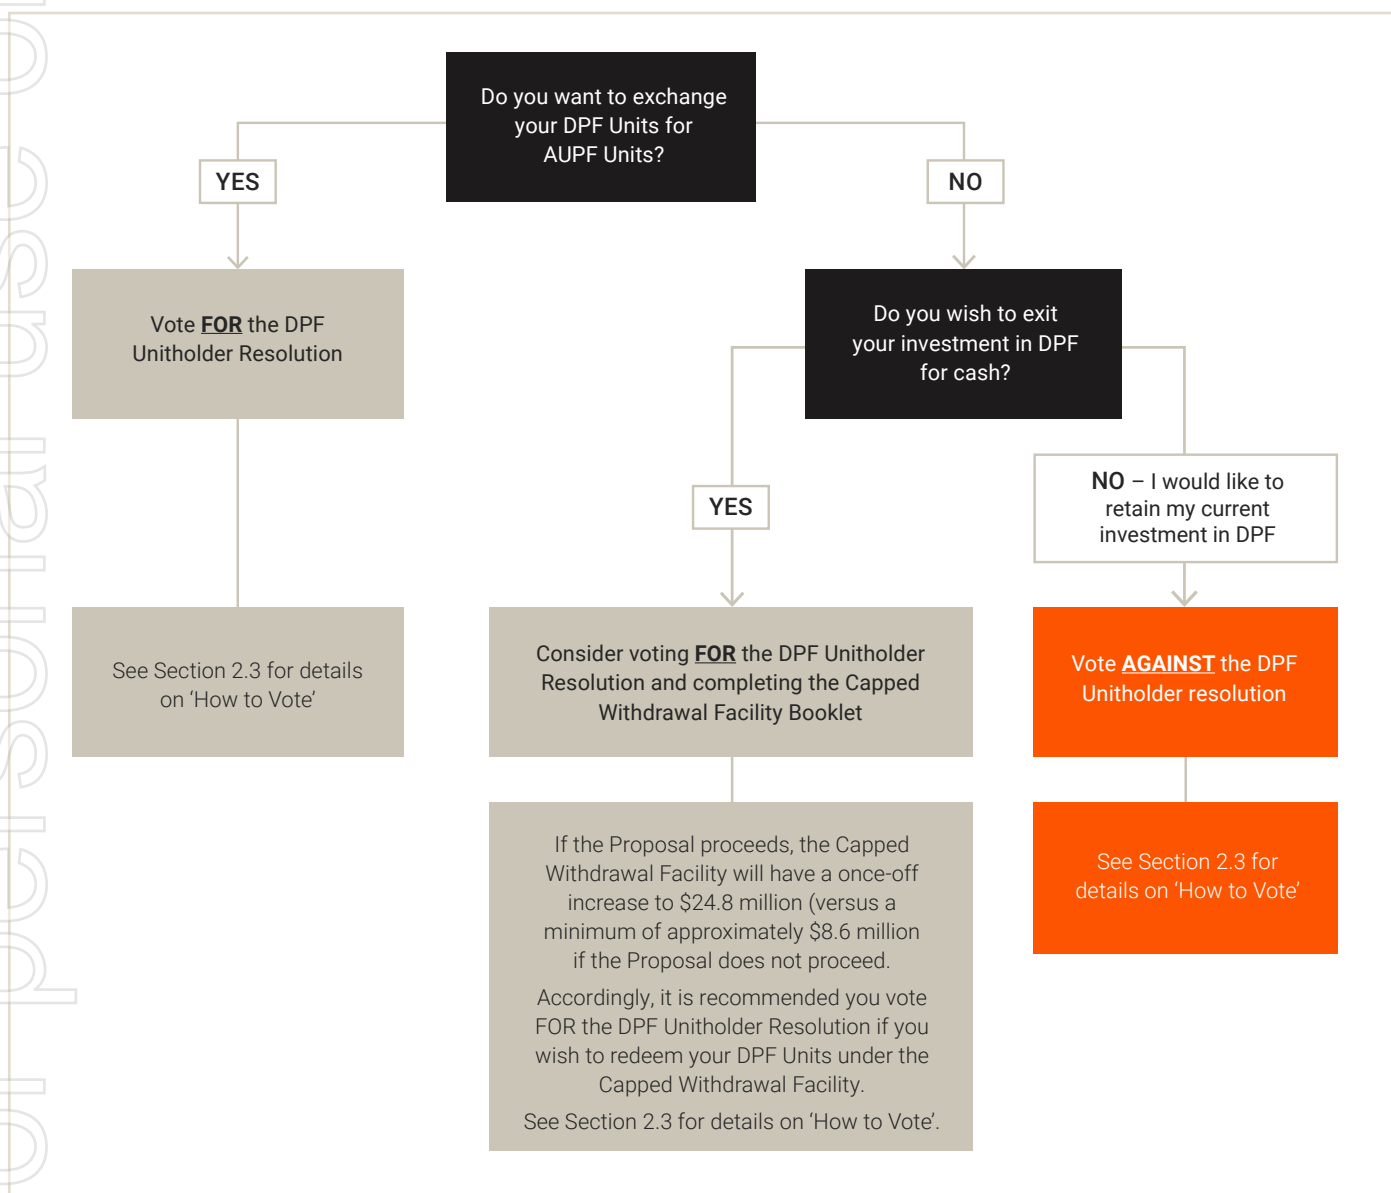 Do you want to exchange
your DPF Units for
AUPF Units?
YES
NO
Vote FOR the DPF
Unitholder Resolution
Do you wish to exit
your investment in DPF
for cash?
YES
NO – I would like to
retain my current
investment in DPF
See Section 2.3 for details
on ‘How to Vote’
Consider voting FOR the DPF Unitholder
Resolution and completing the Capped
Withdrawal Facility Booklet
Vote AGAINST the DPF
Unitholder resolution
If the Proposal proceeds, the Capped
Withdrawal Facility will have a once-off
increase to $24.8 million (versus a
minimum of approximately $8.6 million
if the Proposal does not proceed.
Accordingly, it is recommended you vote
FOR the DPF Unitholder Resolution if you
wish to redeem your DPF Units under the
Capped Withdrawal Facility.
See Section 2.3 for details on ‘How to Vote’.
See Section 2.3 for
details on ‘How to Vote’
personal use